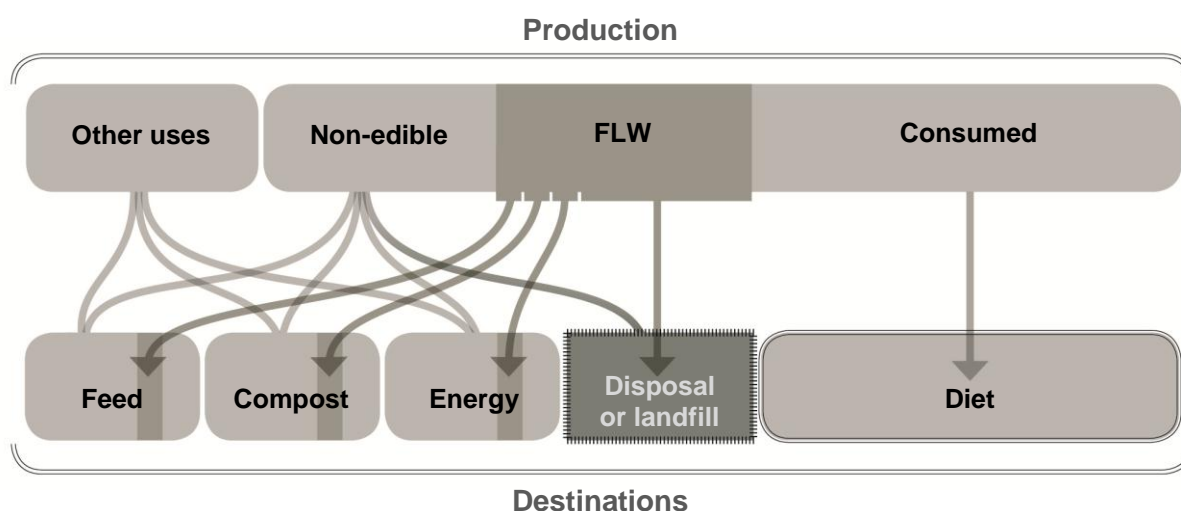 Production
Other uses
Non-edible
FLW
Consumed
Feed
Compost
Energy
Disposal
or landfill
Diet
Destinations